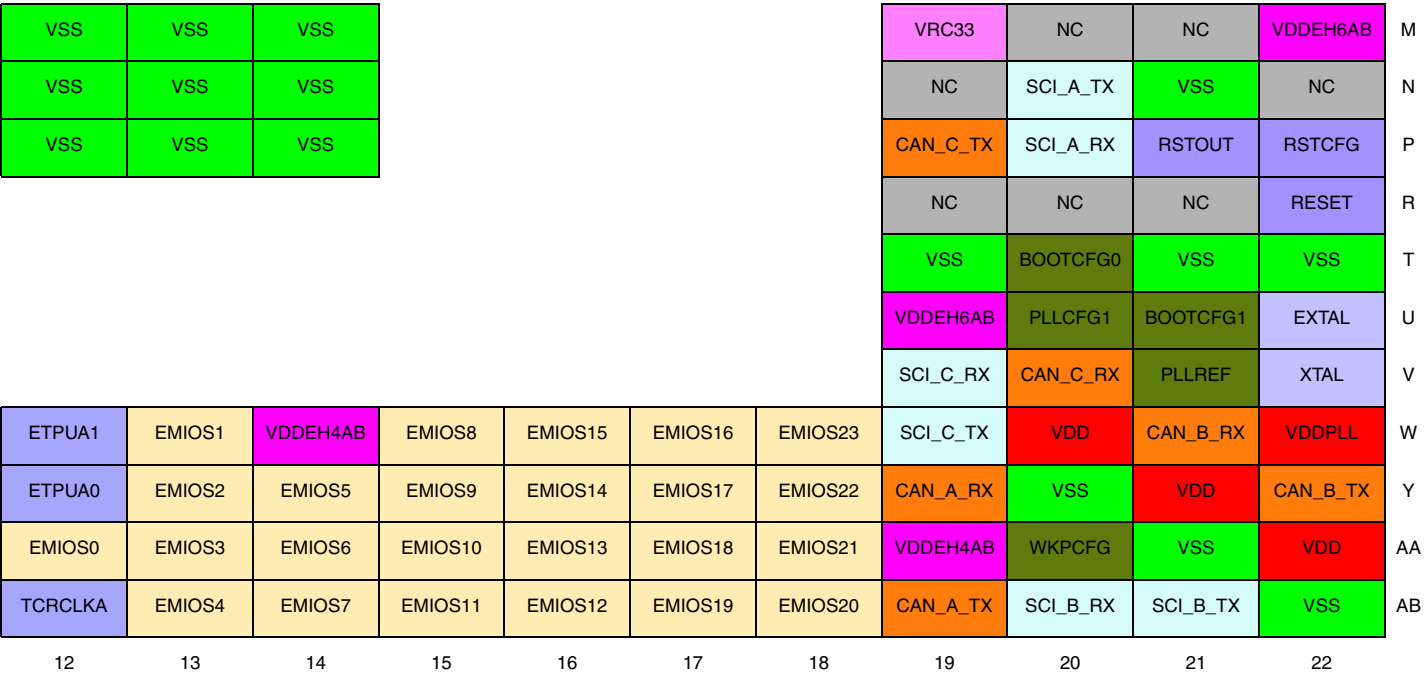 VSS VSS VSS VRC33 NC NC VDDEH6AB M
VSS VSS VSS NC SCI_A_TX VSS NC N
VSS VSS VSS CAN_C_TX SCI_A_RX RSTOUT RSTCFG P
NC NC NC RESET R
VSS BOOTCFG0 VSS VSS T
VDDEH6AB PLLCFG1 BOOTCFG1 EXTAL U
SCI_C_RX CAN_C_RX PLLREF XTAL V
ETPUA1 EMIOS1 VDDEH4AB EMIOS8 EMIOS15 EMIOS16 EMIOS23 SCI_C_TX VDD CAN_B_RX VDDPLL W
ETPUA0 EMIOS2 EMIOS5 EMIOS9 EMIOS14 EMIOS17 EMIOS22 CAN_A_RX VSS VDD CAN_B_TX Y
EMIOS0 EMIOS3 EMIOS6 EMIOS10 EMIOS13 EMIOS18 EMIOS21 VDDEH4AB WKPCFG VSS VDD AA
TCRCLKA EMIOS4 EMIOS7 EMIOS11 EMIOS12 EMIOS19 EMIOS20 CAN_A_TX SCI_B_RX SCI_B_TX VSS AB
12 13 14 15 16 17 18 19 20 21 22